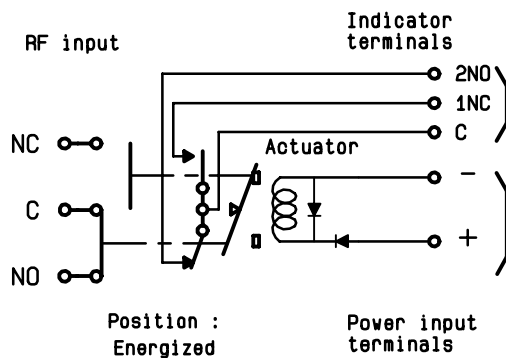 RF input
Indicator
terminals
2NO
1NC
C
NC
C
NO
Actuator
-
+
Position :
Energized
Power input
terminals